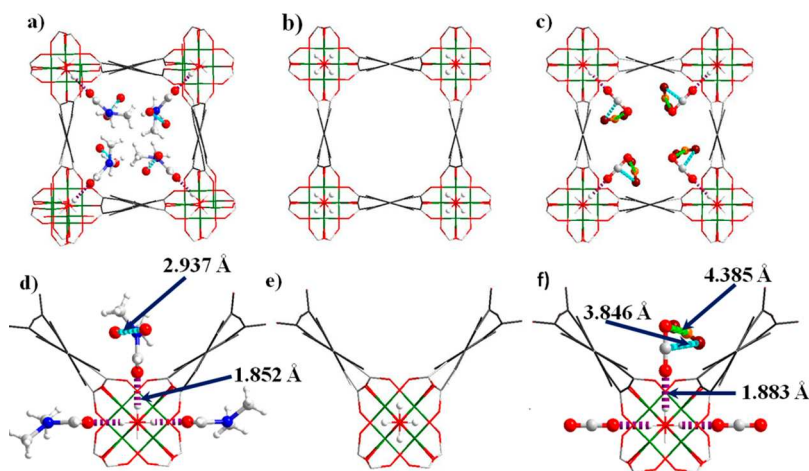 a)
b)
c)
d)
2.937 Å
1.852 Å
e)
f)
4.385 Å
3.846 Å
1.883 Å